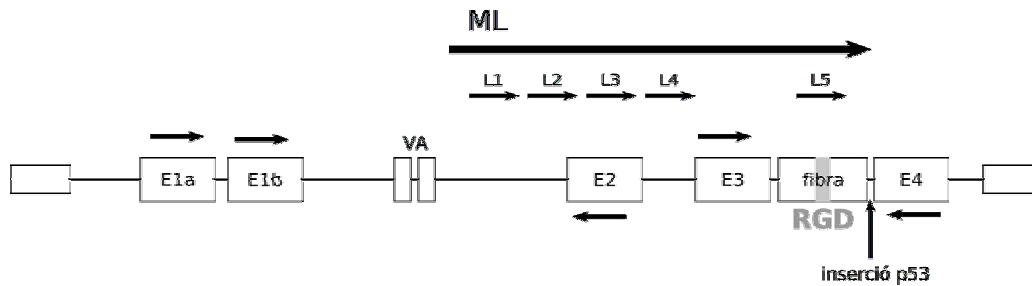 ML
L1 L2 L3 L4 L5
VA
E1a E1b E2 E3 fibra E4
RGD
inserció p53